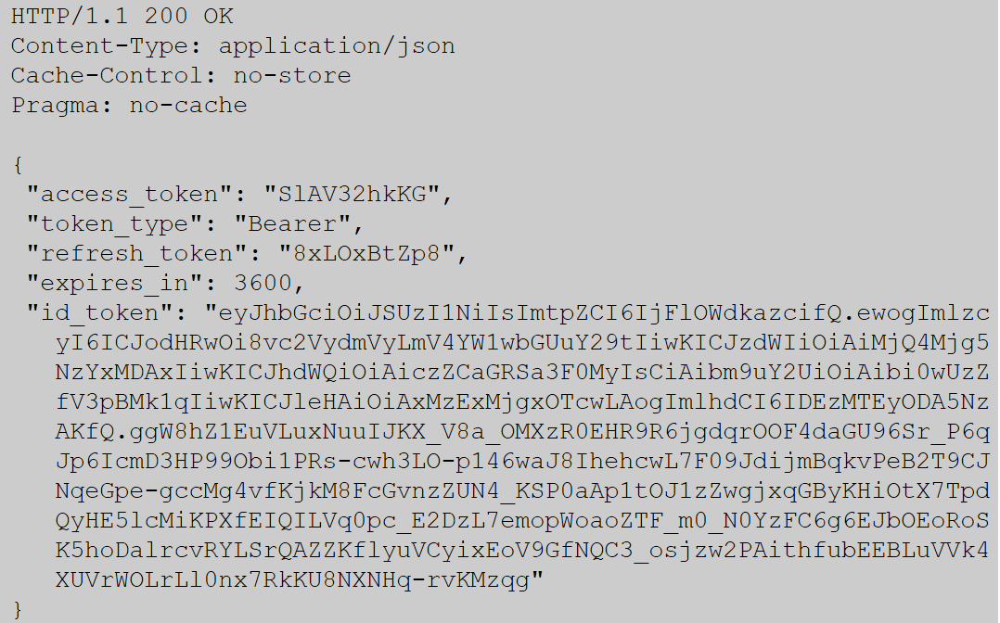 HTTP/1.1 200 OK
Content-Type: application/json
Cache-Control: no-store
Pragma: no-cache
{
"access_token": "SlAV32hkKG",
"token_type": "Bearer",
"refresh_token": "8xLOxBtZp8",
"expires_in": 3600,
"id_token": "eyJhbGciOiJSUzI1NiIsImtpZCI6IjFlOWdkazcifQ.ewogImlzc
yI6ICJodHRwOi8vc2VydmVyLmV4YW1wbGUuY29tIiwKICJzdWIiOiAiMjQ4Mjg5
NzYxMDAxIiwKICJhdWQiOiAiczZCaGRSa3F0MyIsCiAibm9uY2UiOiAibi0wUzZ
fV3pBMk1qIiwKICJleHAiOiAxMzExMjgxOTcwLAogImlhdCI6IDEzMTEyODA5Nz
AKfQ.ggW8hZ1EuVLuxNuuIJKX_V8a_OMXzR0EHR9R6jgdqrOOF4daGU96Sr_P6q
Jp6IcmD3HP99Obi1PRs-cwh3LO-p146waJ8IhehcwL7F09JdijmBqkvPeB2T9CJ
NqeGpe-gccMg4vfKjkM8FcGvnzZUN4_KSP0aAp1tOJ1zZwgjxqGByKHiOtX7Tpd
QyHE5lcMiKPXfEIQILVq0pc_E2DzL7emopWoaoZTF_m0_N0YzFC6g6EJbOEoRoS
K5hoDalrcvRYLSrQAZZKflyuVCyixEoV9GfNQC3_osjzw2PAithfubEEBLuVVk4
XUVrWOLrLl0nx7RkKU8NXNHq-rvKMzqg"
}